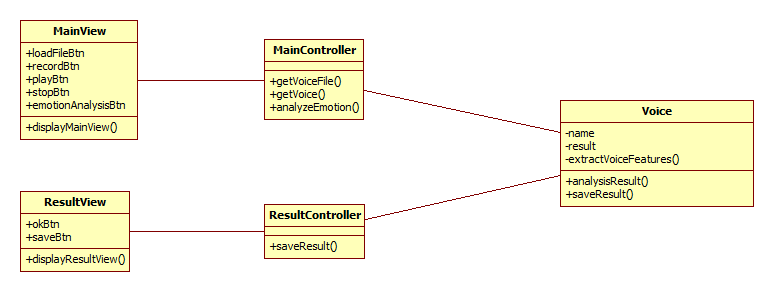 MainView
+loadFileBtn
+recordBtn
+playBtn
+stopBtn
+emotionAnalysisBtn
+displayMainView()
MainController
+getVoiceFile()
+getVoice()
+analyzeEmotion()
Voice
-name
-result
-extractVoiceFeatures()
+analysisResult()
+saveResult()
ResultView
+okBtn
+saveBtn
+displayResultView()
ResultController
+saveResult()